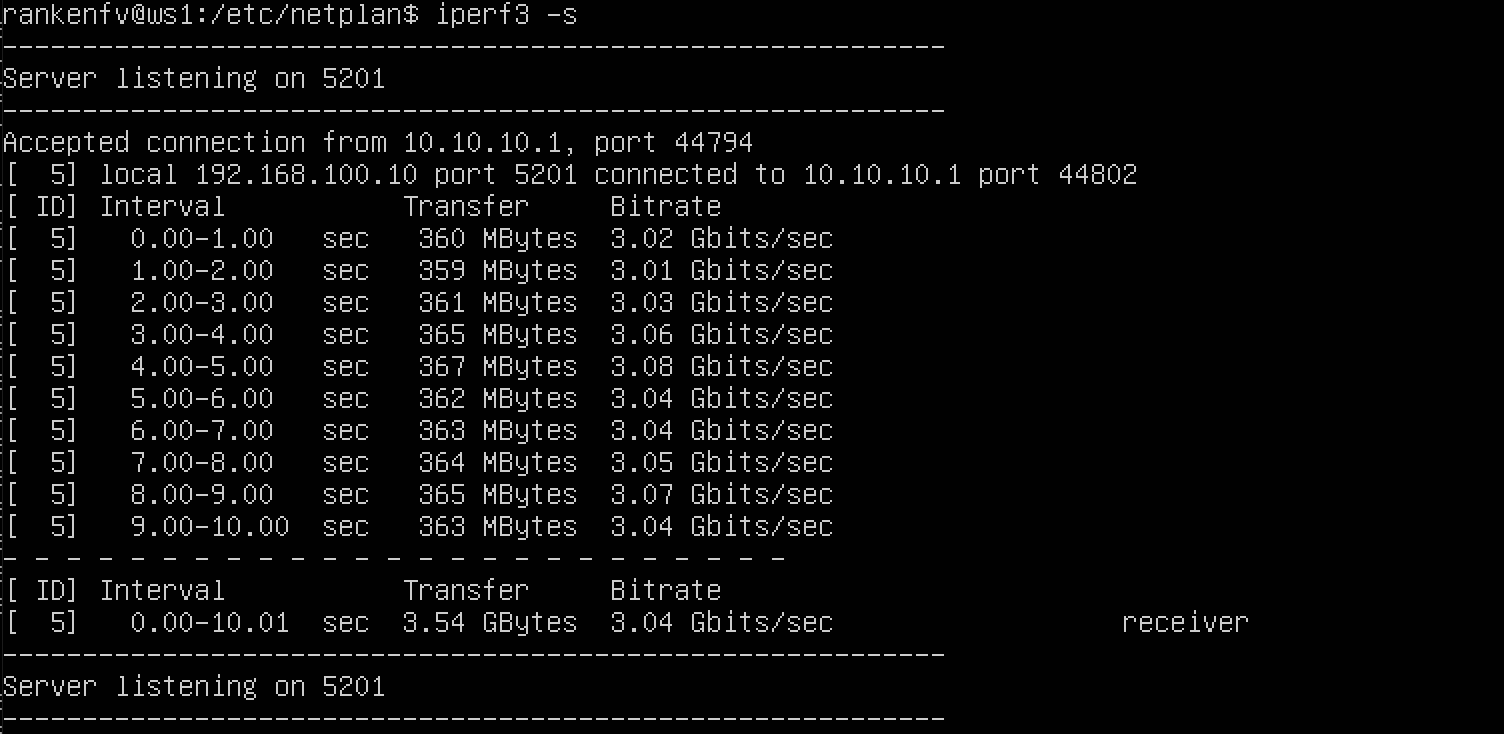 rankenfv@ws1:/etc/netplan$ iperf3 -s
-----------------------------------------------------------
Server listening on 5201
-----------------------------------------------------------
Accepted connection from 10.10.10.1, port 44794
[  5] local 192.168.100.10 port 5201 connected to 10.10.10.1 port 44802
[ ID] Interval           Transfer     Bitrate
[  5]   0.00-1.00   sec   360 MBytes  3.02 Gbits/sec
[  5]   1.00-2.00   sec   359 MBytes  3.01 Gbits/sec
[  5]   2.00-3.00   sec   361 MBytes  3.03 Gbits/sec
[  5]   3.00-4.00   sec   365 MBytes  3.06 Gbits/sec
[  5]   4.00-5.00   sec   367 MBytes  3.08 Gbits/sec
[  5]   5.00-6.00   sec   362 MBytes  3.04 Gbits/sec
[  5]   6.00-7.00   sec   363 MBytes  3.04 Gbits/sec
[  5]   7.00-8.00   sec   364 MBytes  3.05 Gbits/sec
[  5]   8.00-9.00   sec   365 MBytes  3.07 Gbits/sec
[  5]   9.00-10.00  sec   363 MBytes  3.04 Gbits/sec
- - - - - - - - - - - - - - - - - - - - - - - - -
[ ID] Interval           Transfer     Bitrate
[  5]   0.00-10.01  sec  3.54 GBytes  3.04 Gbits/sec                  receiver
-----------------------------------------------------------
Server listening on 5201
-----------------------------------------------------------